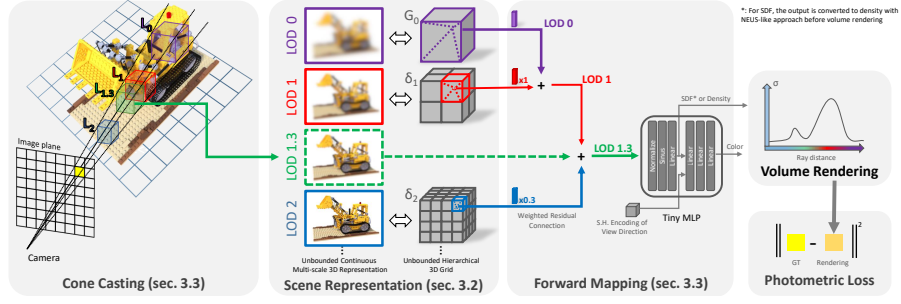 *: For SDF, the output is converted to density with
NEUS-like approach before volume rendering
L0
L1
L1.3
L2
Image plane
Camera
Cone Casting (sec. 3.3)
LOD 0
G0
LOD 1
δ1
LOD 1.3
LOD 2
δ2
Unbounded Continuous
Multi-scale 3D Representation
Unbounded Hierarchical
3D Grid
Scene Representation (sec. 3.2)
LOD 0
x1
+
LOD 1
+
LOD 1.3
x0.3
Weighted Residual
Connection
Normalize
Sinus
Linear
Linear
Linear
Linear
SDF* or Density
Color
S.H. Encoding of
View Direction
Tiny MLP
Forward Mapping (sec. 3.3)
σ
Ray distance
Volume Rendering
GT
-
Rendering
2
Photometric Loss